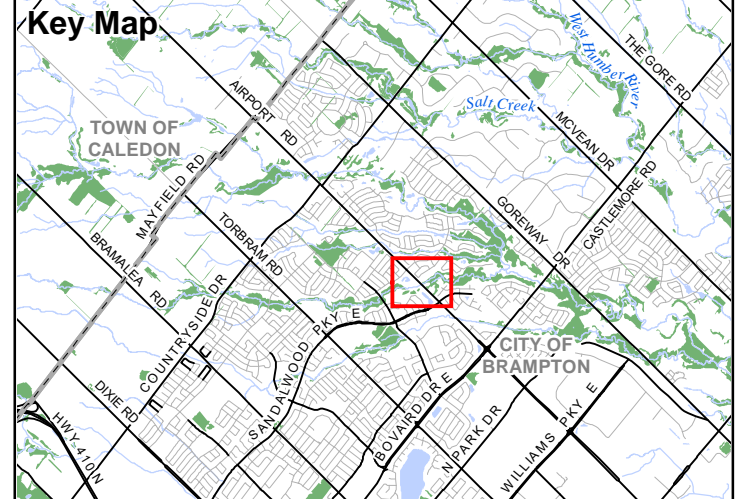 Key Map
West Humber River
THE GORE RD
AIRPORT RD
Salt Creek
MCVEAN DR
TOWN OF
CALEDON
MAYFIELD RD
CASTLEMORE RD
GOREWAY DR
TORBRAM RD
BRAMALEA RD
COUNTRYSIDE DR
SANDALWOOD PKY E
CITY OF
BRAMPTON
DIXIE RD
BOVAIRD DR E
N PARK DR
WILLIAMS PKY E
HWY 410 N